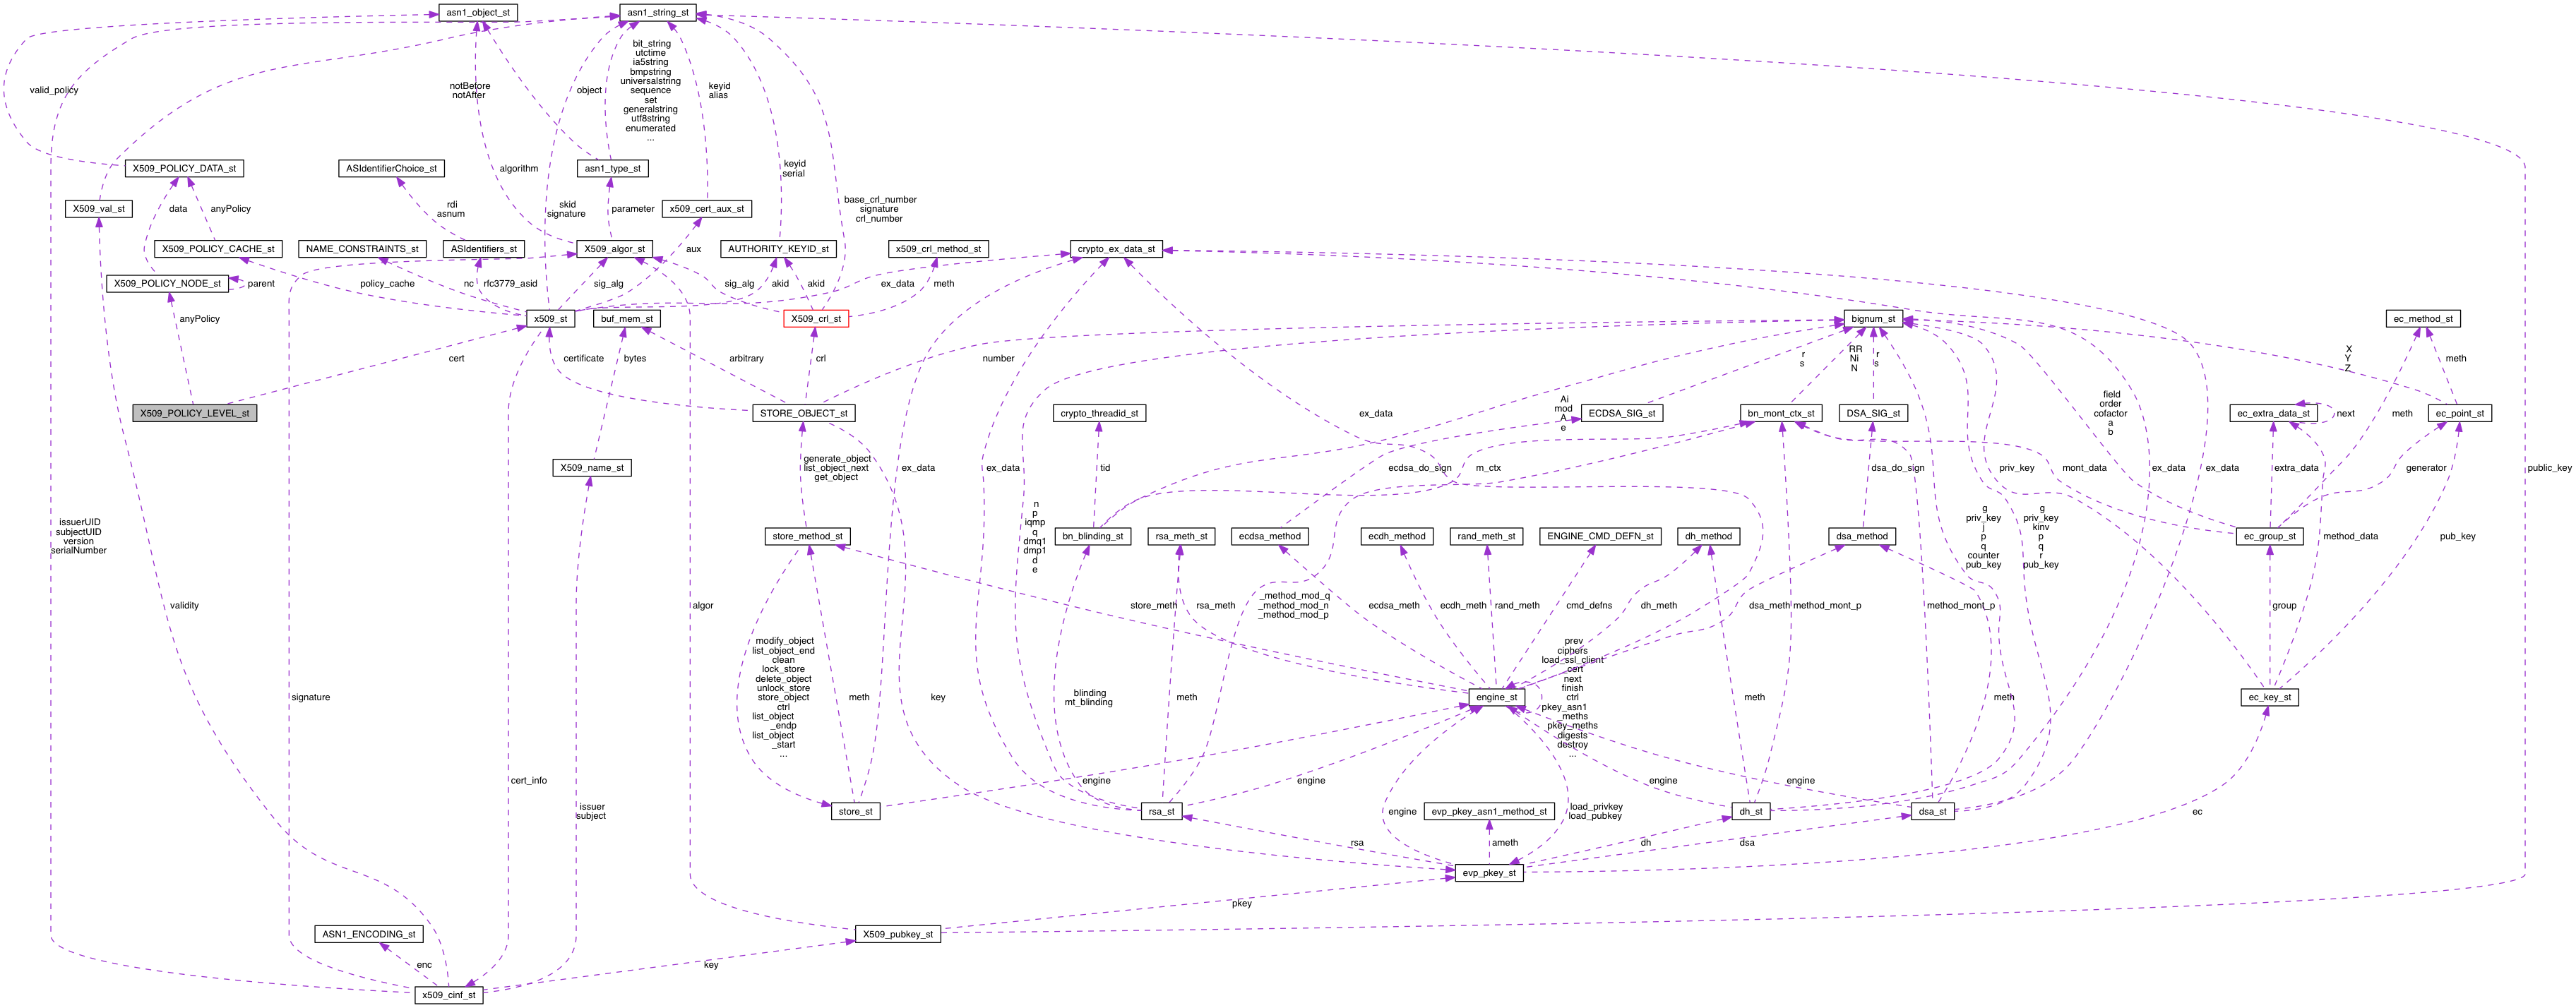 asn1_object_st
asn1_string_st
bit_string
utctime
ia5string
bmpstring
universalstring
sequence
set
generalstring
utf8string
enumerated
...
valid_policy
notBefore
notAfter
object
keyid
alias
X509_POLICY_DATA_st
ASIdentifierChoice_st
algorithm
asn1_type_st
keyid
serial
X509_val_st
data
anyPolicy
rdi
asnum
skid
signature
parameter
x509_cert_aux_st
base_crl_number
signature
crl_number
X509_POLICY_CACHE_st
NAME_CONSTRAINTS_st
ASIdentifiers_st
X509_algor_st
aux
AUTHORITY_KEYID_st
x509_crl_method_st
crypto_ex_data_st
X509_POLICY_NODE_st
parent
policy_cache
nc
rfc3779_asid
sig_alg
sig_alg
akid
akid
ex_data
meth
anyPolicy
x509_st
buf_mem_st
X509_crl_st
bignum_st
ec_method_st
cert
certificate
bytes
arbitrary
crl
number
r
s
RR
Ni
N
r
s
X
Y
Z
meth
X509_POLICY_LEVEL_st
STORE_OBJECT_st
crypto_threadid_st
ex_data
Ai
mod
A
e
ECDSA_SIG_st
bn_mont_ctx_st
DSA_SIG_st
field
order
cofactor
a
b
meth
ec_extra_data_st
next
ec_point_st
X509_name_st
generate_object
list_object_next
get_object
ex_data
ex_data
tid
ecdsa_do_sign
m_ctx
dsa_do_sign
priv_key
mont_data
ex_data
ex_data
extra_data
generator
public_key
issuerUID
subjectUID
version
serialNumber
store_method_st
n
p
iqmp
q
dmq1
dmp1
d
e
bn_blinding_st
rsa_meth_st
ecdsa_method
ecdh_method
rand_meth_st
ENGINE_CMD_DEFN_st
dh_method
dsa_method
g
priv_key
j
p
q
counter
pub_key
g
priv_key
kinv
p
q
r
pub_key
ec_group_st
method_data
pub_key
validity
algor
store_meth
rsa_meth
_method_mod_q
_method_mod_n
_method_mod_p
ecdsa_meth
ecdh_meth
rand_meth
cmd_defns
dh_meth
dsa_meth
method_mont_p
method_mont_p
group
signature
modify_object
list_object_end
clean
lock_store
delete_object
unlock_store
store_object
ctrl
list_object
_endp
list_object
_start
...
meth
key
blinding
mt_blinding
meth
engine_st
prev
ciphers
load_ssl_client
_cert
next
finish
ctrl
pkey_asn1
_meths
pkey_meths
digests
destroy
...
meth
meth
ec_key_st
cert_info
issuer
subject
engine
engine
engine
engine
store_st
rsa_st
engine
evp_pkey_asn1_method_st
load_privkey
load_pubkey
dh_st
dsa_st
ec
rsa
ameth
dh
dsa
evp_pkey_st
pkey
ASN1_ENCODING_st
X509_pubkey_st
enc
key
x509_cinf_st